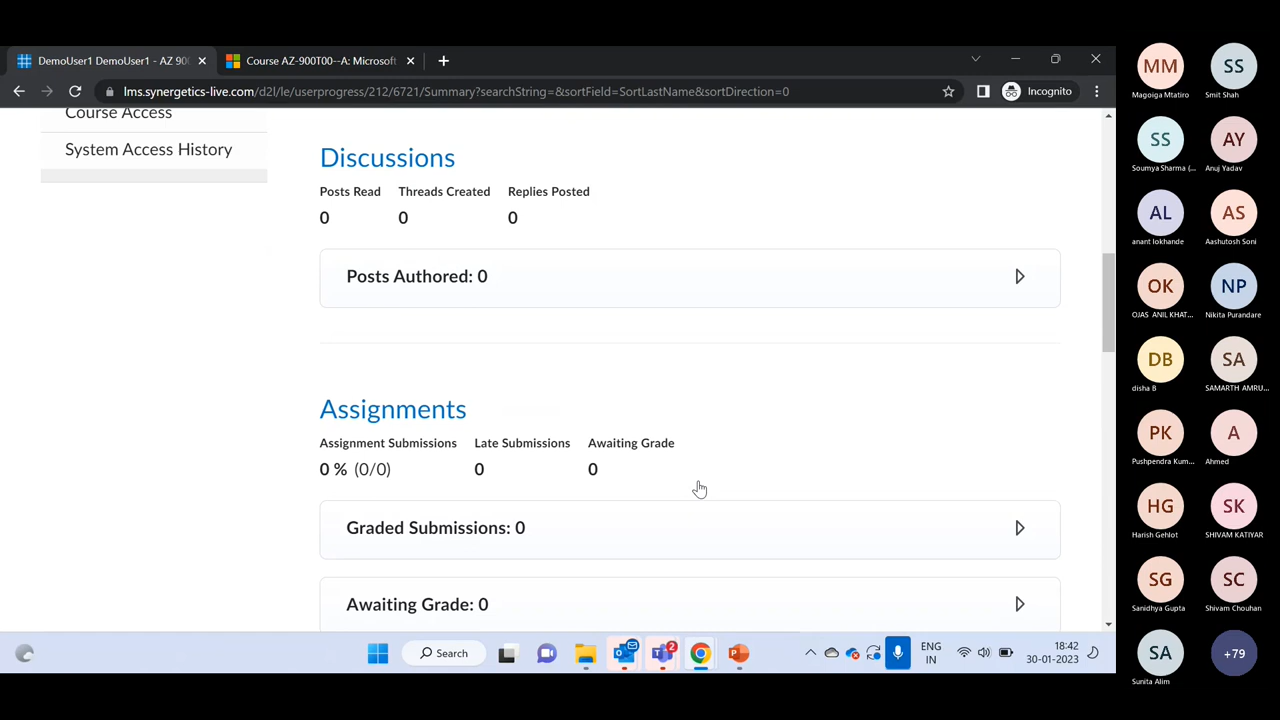 DemoUser1 DemoUser1 - AZ 900
Course AZ-900T00--A: Microsoft
lms.synergetics-live.com/d2l/le/userprogress/212/6721/Summary?searchString=&sortField=SortLastName&sortDirection=0
Incognito
Course Access
System Access History
Discussions
Posts Read Threads Created Replies Posted
0 0 0
Posts Authored: 0
Assignments
Assignment Submissions Late Submissions Awaiting Grade
0 % (0/0) 0 0
Graded Submissions: 0
Awaiting Grade: 0
Search
2
ENG
IN
18:42
30-01-2023
MM SS
Magoiga Mtatiro Smit Shah
SS AY
Soumya Sharma (... Anuj Yadav
AL AS
anant lokhande Aashutosh Soni
OK NP
OJAS ANIL KHAT... Nikita Purandare
DB SA
disha B SAMARTH AMRU...
PK A
Pushpendra Kum... Ahmed
HG SK
Harish Gehlot SHIVAM KATIYAR
SG SC
Sanidhya Gupta Shivam Chouhan
SA +79
Sunita Alim